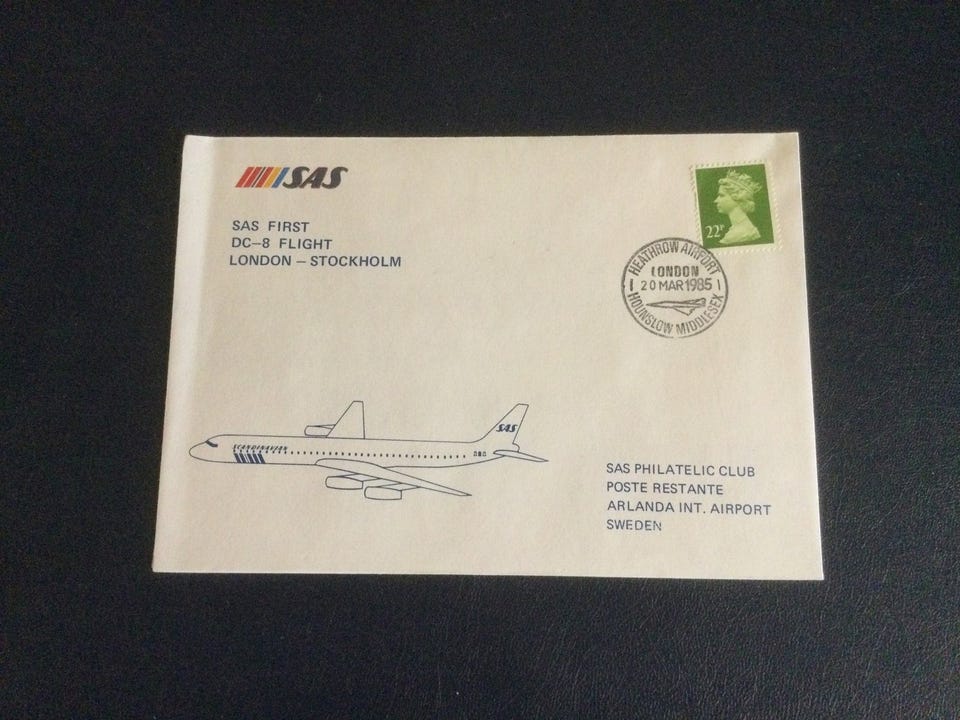 SAS
SAS FIRST
DC-8 FLIGHT
LONDON - STOCKHOLM
22P
HEATHROW AIRPORT
LONDON
20 MAR 1985
HOUNSLOW MIDDLESEX
SCANDINAVIAN
SAS
SAS PHILATELIC CLUB
POSTE RESTANTE
ARLANDA INT. AIRPORT
SWEDEN